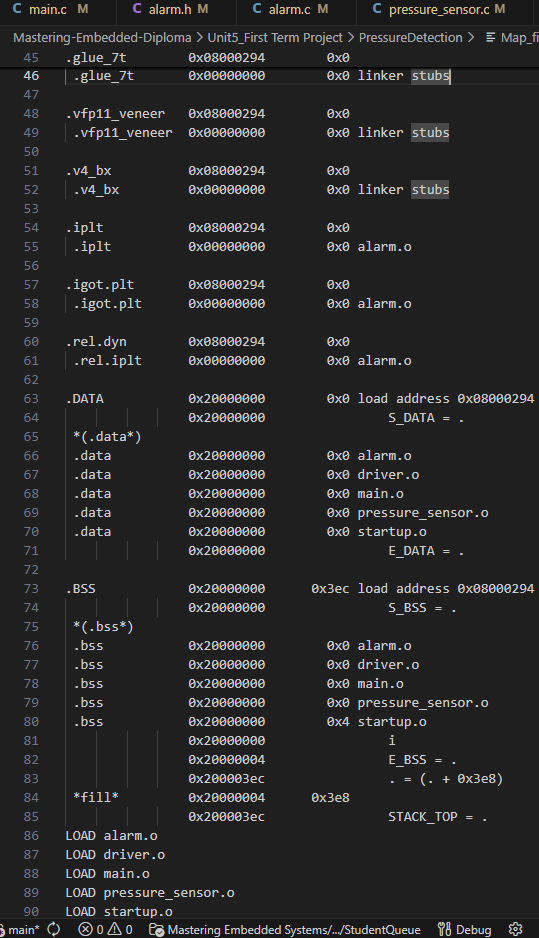 main.c M alarm.h M alarm.c M pressure_sensor.c M
Mastering-Embedded-Diploma > Unit5_First Term Project > PressureDetection > Map_fi
45 .glue_7t 0x08000294 0x0
46 .glue_7t 0x00000000 0x0 linker stubs
47
48 .vfp11_veneer 0x08000294 0x0
49 .vfp11_veneer 0x00000000 0x0 linker stubs
50
51 .v4_bx 0x08000294 0x0
52 .v4_bx 0x00000000 0x0 linker stubs
53
54 .iplt 0x08000294 0x0
55 .iplt 0x00000000 0x0 alarm.o
56
57 .igot.plt 0x08000294 0x0
58 .igot.plt 0x00000000 0x0 alarm.o
59
60 .rel.dyn 0x08000294 0x0
61 .rel.iplt 0x00000000 0x0 alarm.o
62
63 .DATA 0x20000000 0x0 load address 0x08000294
64 0x20000000 S_DATA = .
65 *(.data*)
66 .data 0x20000000 0x0 alarm.o
67 .data 0x20000000 0x0 driver.o
68 .data 0x20000000 0x0 main.o
69 .data 0x20000000 0x0 pressure_sensor.o
70 .data 0x20000000 0x0 startup.o
71 0x20000000 E_DATA = .
72
73 .BSS 0x20000000 0x3ec load address 0x08000294
74 0x20000000 S_BSS = .
75 *(.bss*)
76 .bss 0x20000000 0x0 alarm.o
77 .bss 0x20000000 0x0 driver.o
78 .bss 0x20000000 0x0 main.o
79 .bss 0x20000000 0x0 pressure_sensor.o
80 .bss 0x20000000 0x4 startup.o
81 0x20000000 i
82 0x20000004 E_BSS = .
83 0x200003ec . = (. + 0x3e8)
84 *fill* 0x20000004 0x3e8
85 0x200003ec STACK_TOP = .
86 LOAD alarm.o
87 LOAD driver.o
88 LOAD main.o
89 LOAD pressure_sensor.o
90 LOAD startup.o
main* 0 0 Mastering Embedded Systems/.../StudentQueue Debug